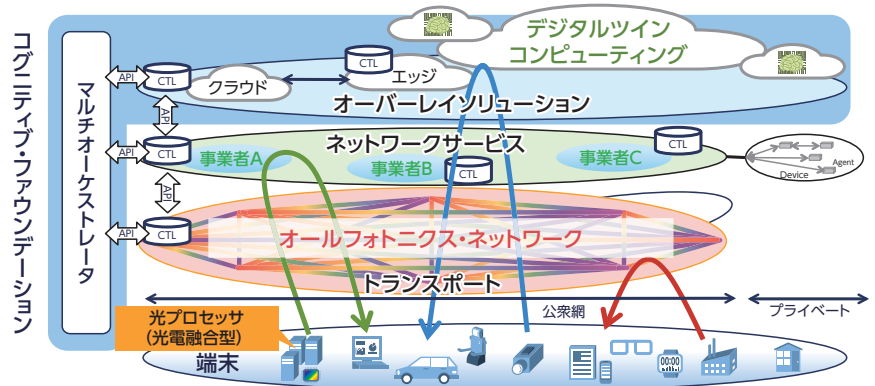 コグニティブ・ファウンデーション
マルチオーケストレータ
デジタルツイン
コンピューティング
API
CTL
クラウド
CTL
エッジ
オーバーレイソリューション
API
ネットワークサービス
API
CTL
事業者A
事業者B
CTL
事業者C
CTL
Device
Agent
API
API
CTL
オールフォトニクス・ネットワーク
トランスポート
公衆網
プライベート
光プロセッサ
(光電融合型)
端末